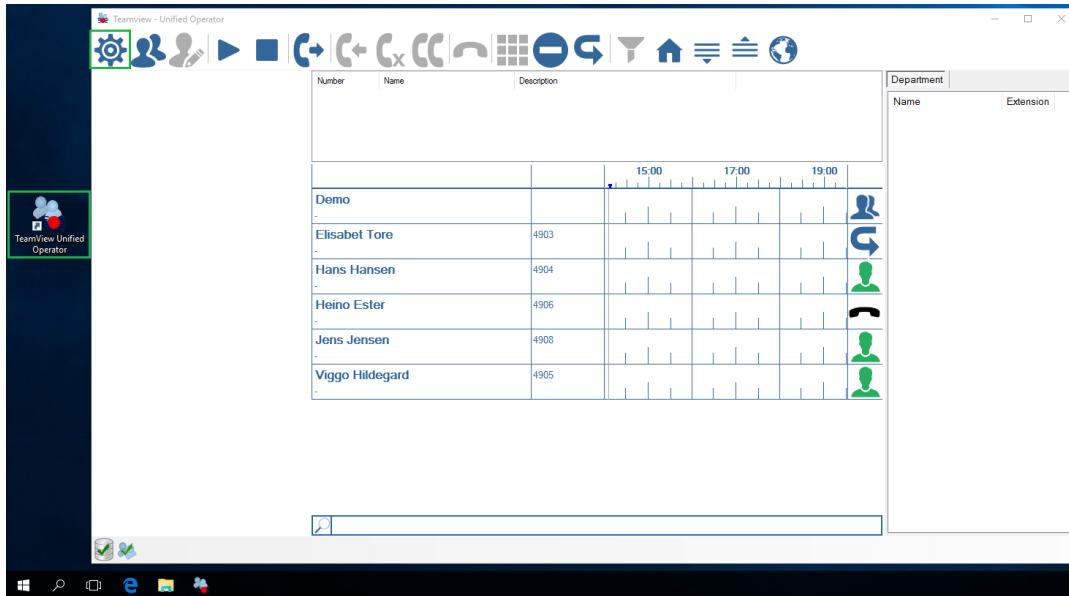 Teamview - Unified Operator
Number Name Description
Department
Name Extension
15:00 17:00 19:00
Demo
-
Elisabet Tore 4903
-
Hans Hansen 4904
-
Heino Ester 4906
-
Jens Jensen 4908
-
Viggo Hildegard 4905
-
TeamView Unified
Operator